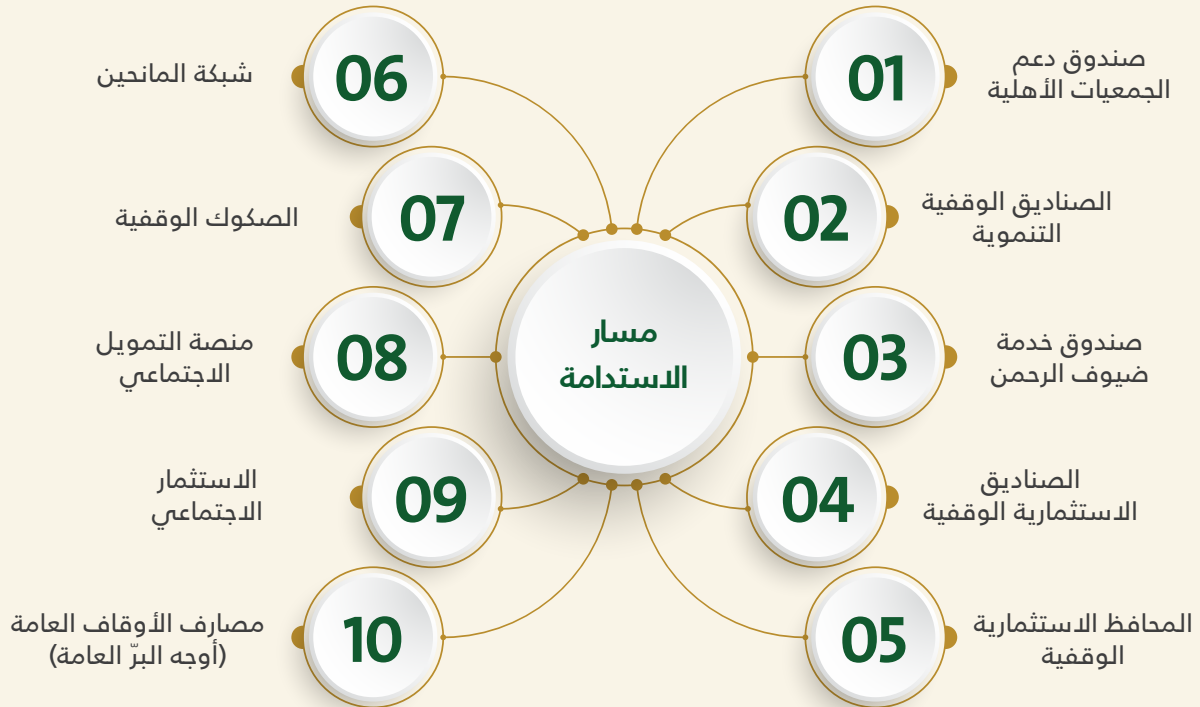 مسار
الاستدامة
01
صندوق دعم
الجمعيات الأهلية
02
الصناديق الوقفية
التنموية
03
صندوق خدمة
ضيوف الرحمن
04
الصناديق
الاستثمارية الوقفية
05
المحافظ الاستثمارية
الوقفية
06
شبكة المانحين
07
الصكوك الوقفية
08
منصة التمويل
الاجتماعي
09
الاستثمار
الاجتماعي
10
مصارف الأوقاف العامة
(أوجه البرّ العامة)